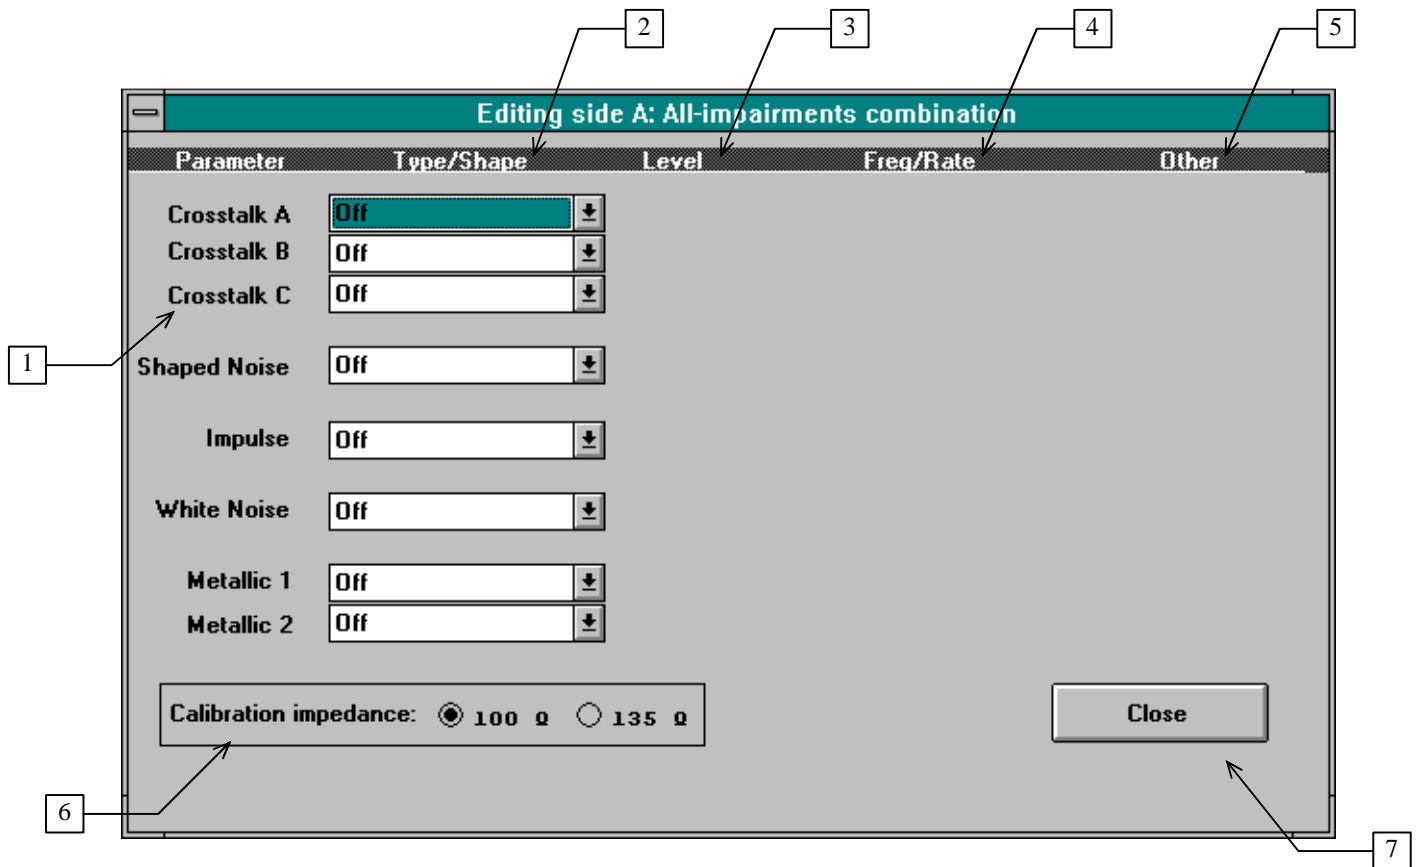 2 3 4 5
Editing side A: All-impairments combination
Parameter Type/Shape Level Freq/Rate Other
Crosstalk A Off
Crosstalk B Off
Crosstalk C Off
1
Shaped Noise Off
Impulse Off
White Noise Off
Metallic 1 Off
Metallic 2 Off
Calibration impedance: 100 Ω 135 Ω Close
6
7